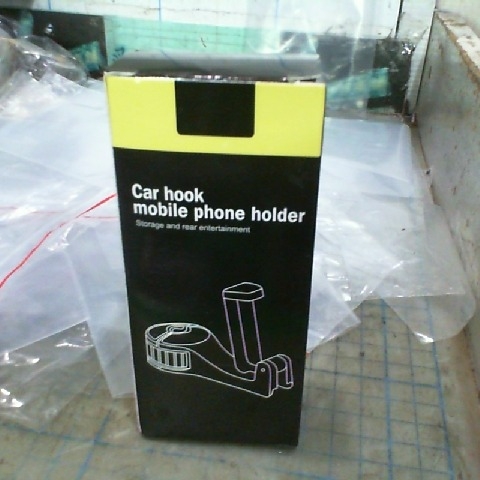 Car hook
mobile phone holder
Storage and rear entertainment